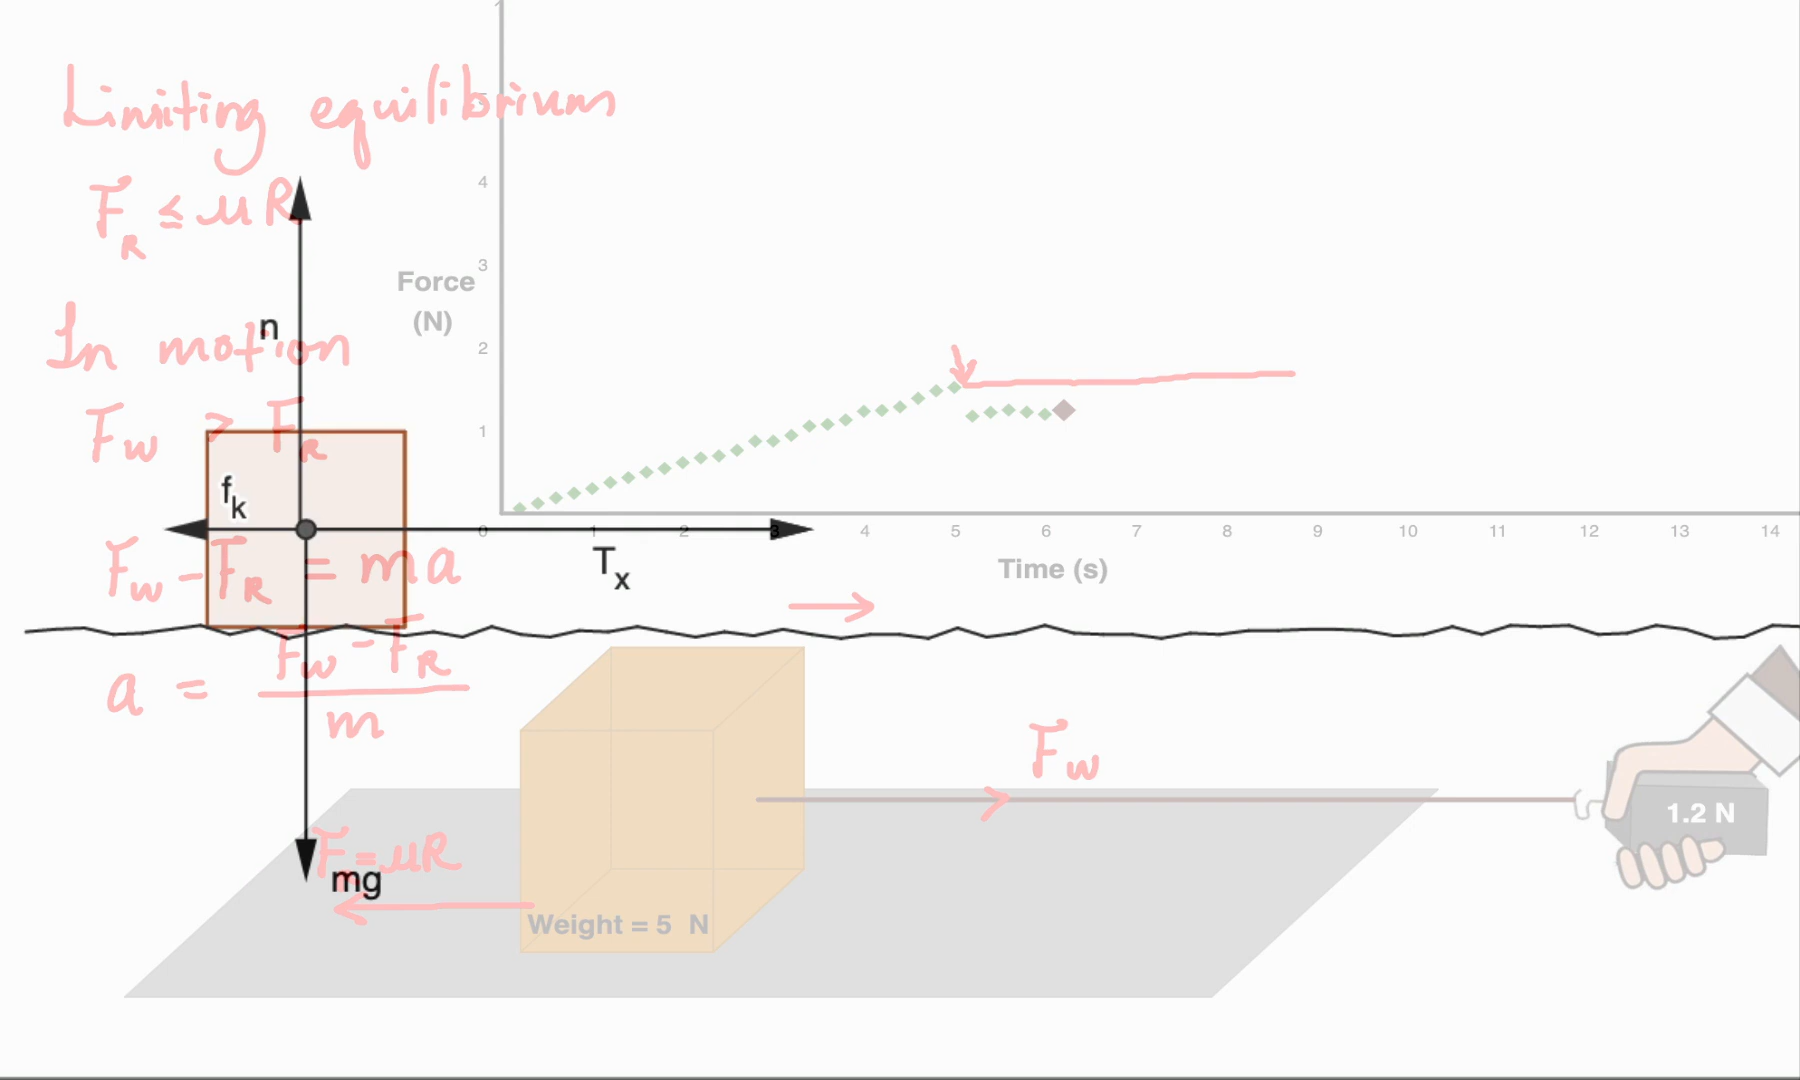 Limiting equilibrium
F_R ≤ μR
In motion
F_w > F_R
F_w - F_R = ma
a = F_w - F_R / m
F_w
F = μR
n
f_k
T_x
mg
Force
(N)
5
4
3
2
1
0 1 2 3 4 5 6 7 8 9 10 11 12 13 14
Time (s)
Weight = 5 N
1.2 N